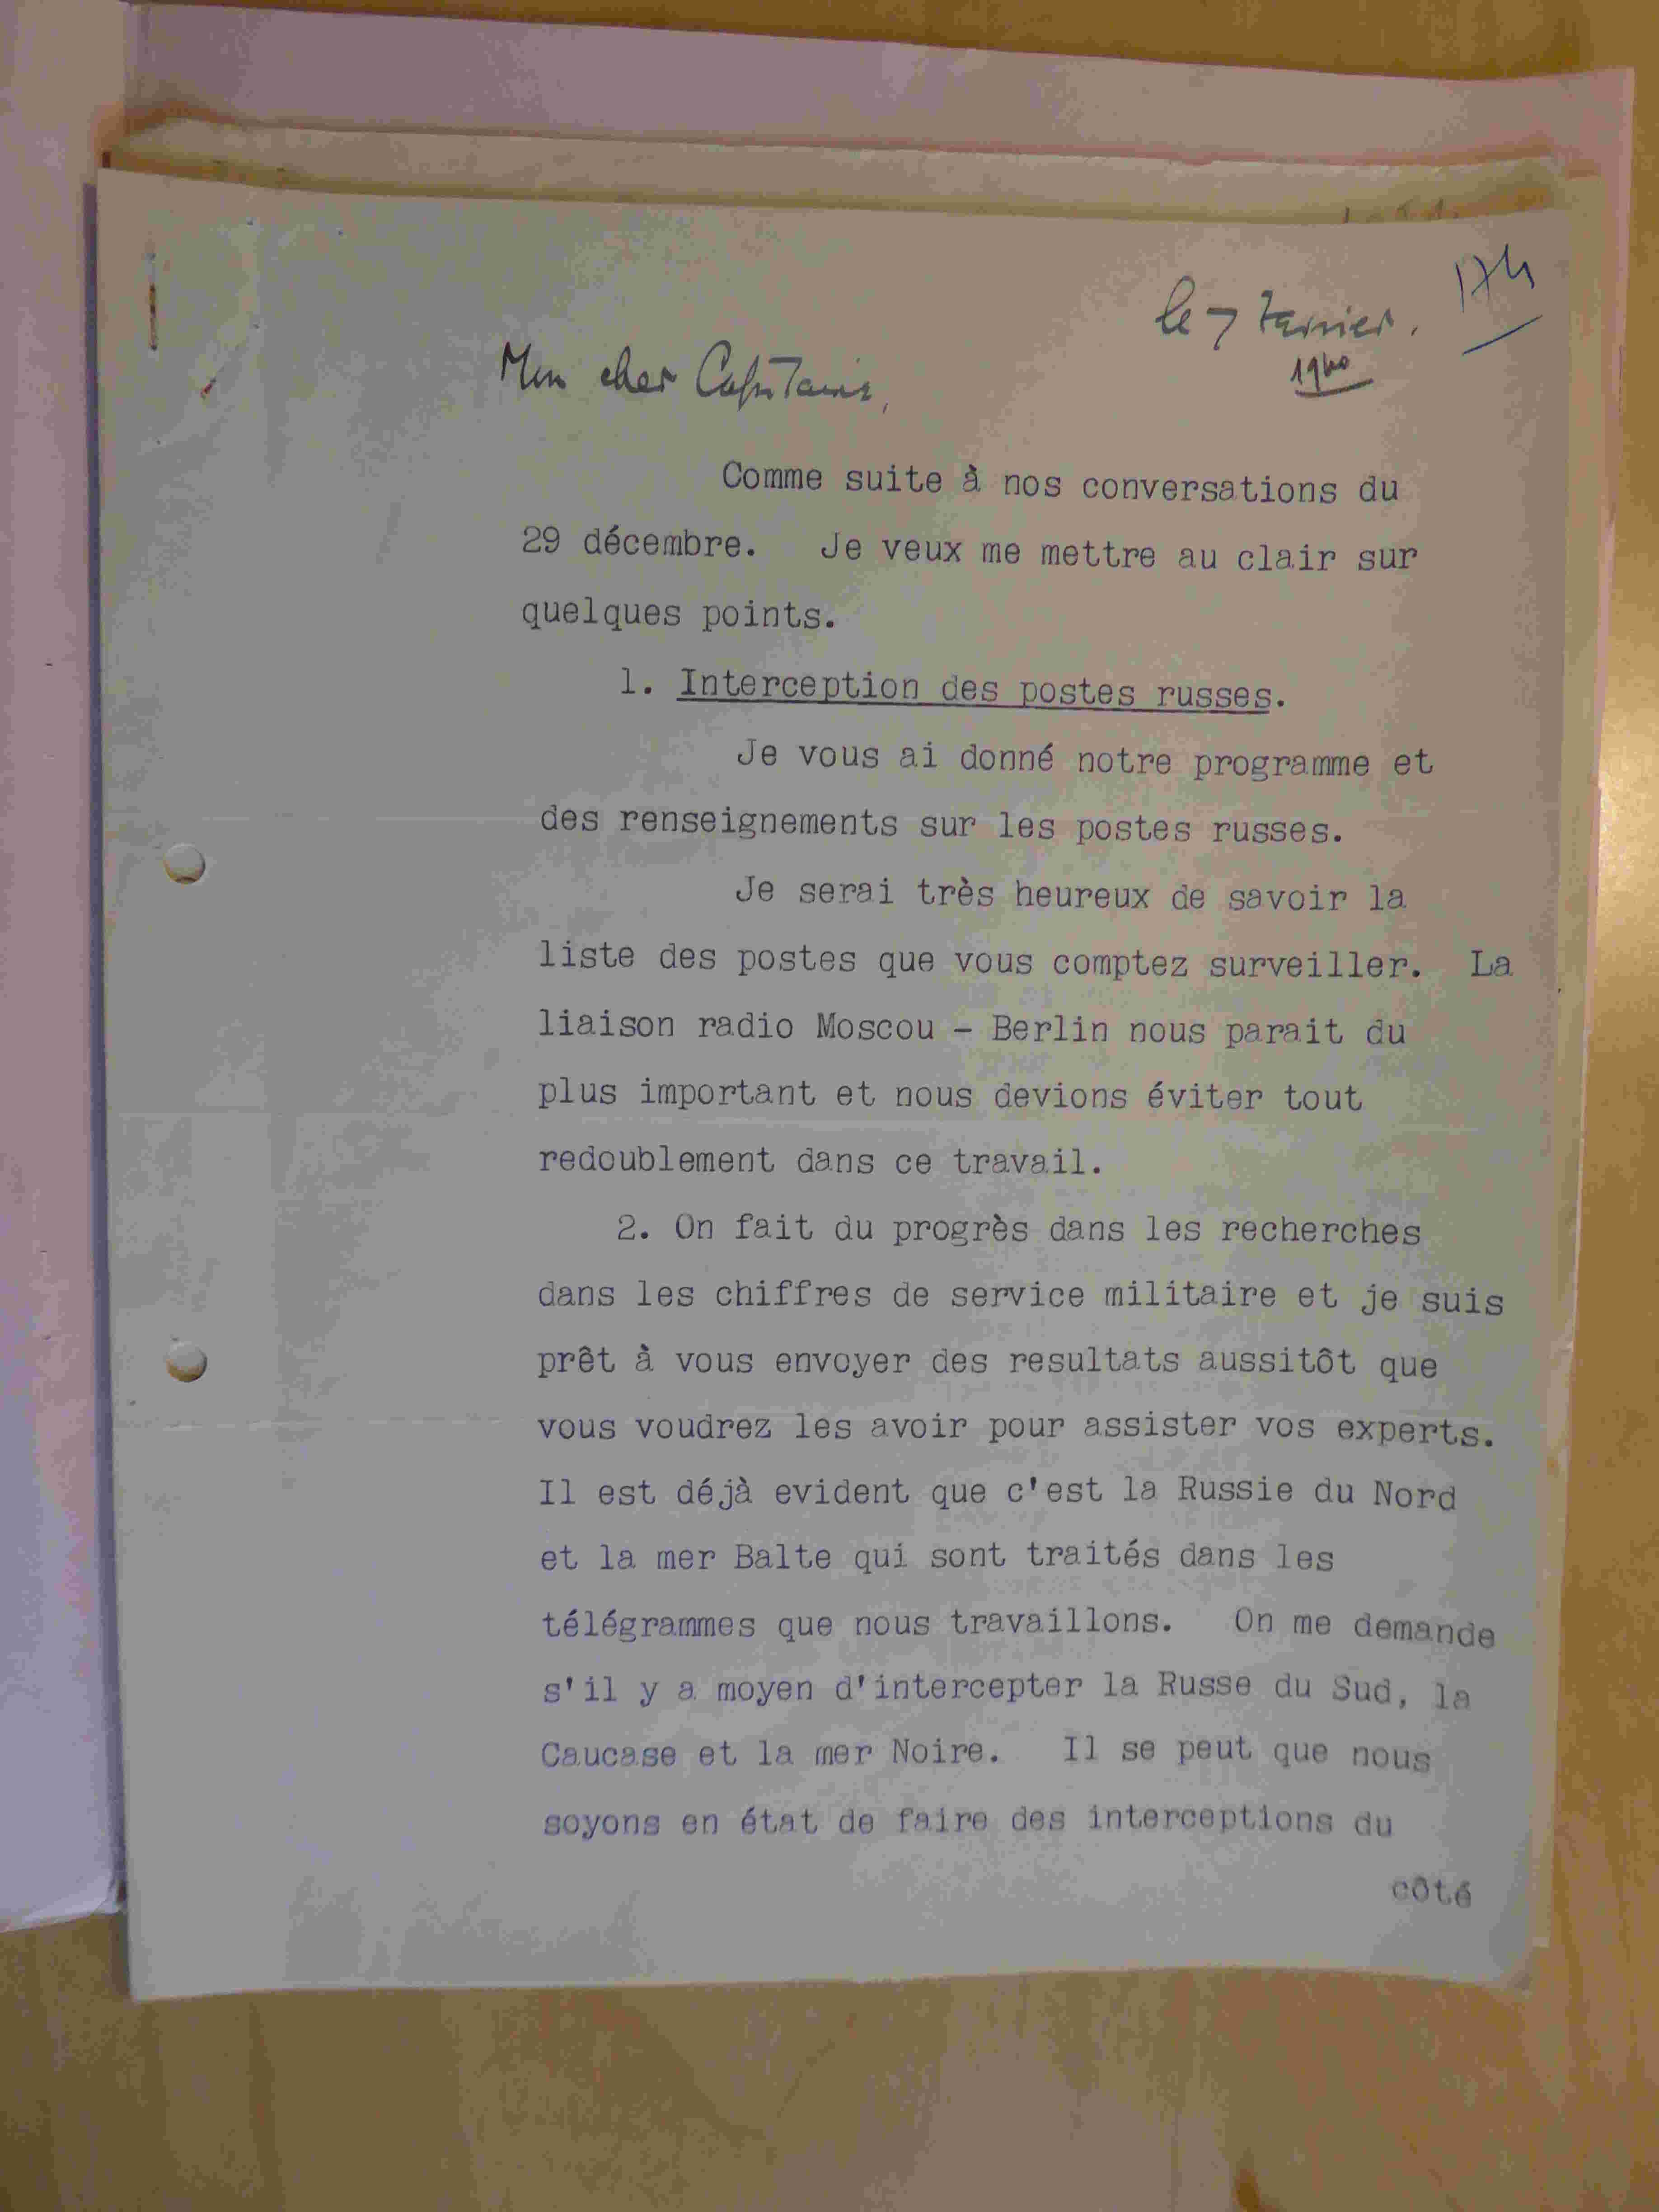 174
le 7 Janvier.
1940
Mon cher Capitaine,
Comme suite à nos conversations du
29 décembre. Je veux me mettre au clair sur
quelques points.
1. Interception des postes russes.
Je vous ai donné notre programme et
des renseignements sur les postes russes.
Je serai très heureux de savoir la
liste des postes que vous comptez surveiller. La
liaison radio Moscou - Berlin nous parait du
plus important et nous devions éviter tout
redoublement dans ce travail.
2. On fait du progrès dans les recherches
dans les chiffres de service militaire et je suis
prêt à vous envoyer des resultats aussitôt que
vous voudrez les avoir pour assister vos experts.
Il est déjà evident que c'est la Russie du Nord
et la mer Balte qui sont traités dans les
télégrammes que nous travaillons. On me demande
s'il y a moyen d'intercepter la Russe du Sud, la
Caucase et la mer Noire. Il se peut que nous
soyons en état de faire des interceptions du
côté